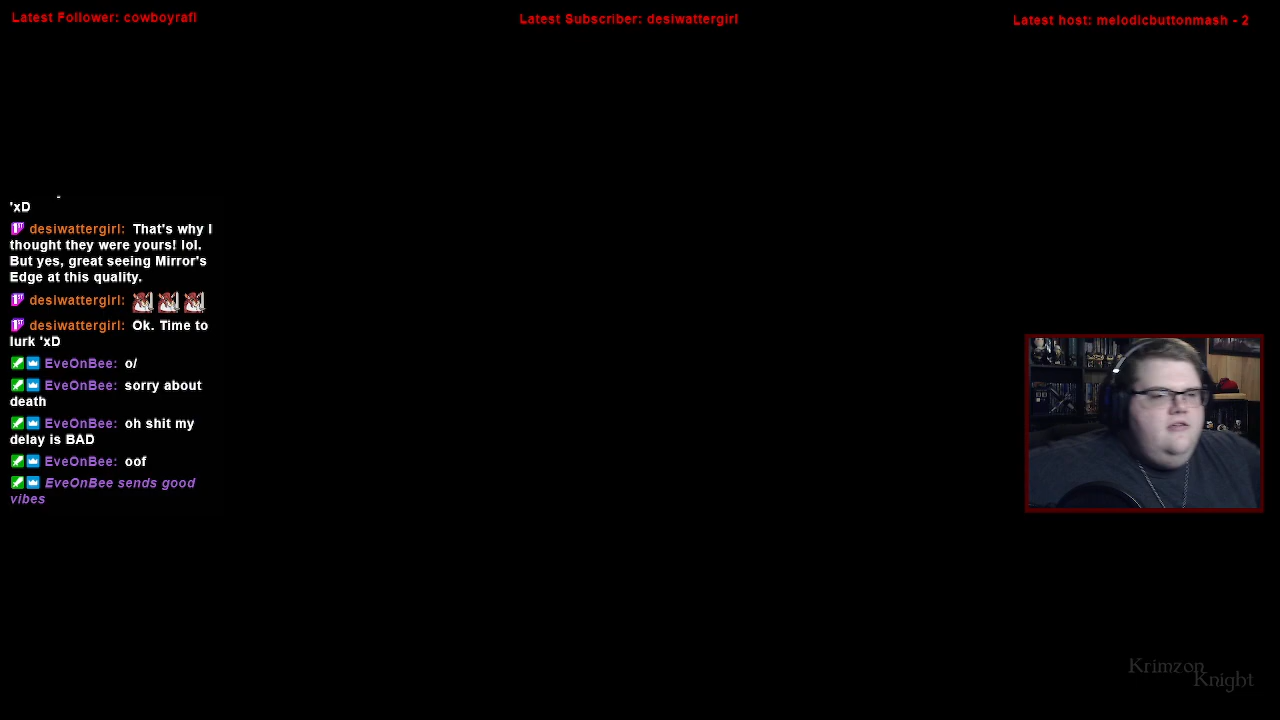 Latest Follower: cowboyrafl
Latest Subscriber: desiwattergirl
Latest host: melodicbuttonmash - 2
'xD
desiwattergirl: That's why I
thought they were yours! lol.
But yes, great seeing Mirror's
Edge at this quality.
desiwattergirl:
desiwattergirl: Ok. Time to
lurk 'xD
EveOnBee: o/
EveOnBee: sorry about
death
EveOnBee: oh shit my
delay is BAD
EveOnBee: oof
EveOnBee sends good
vibes
Krimzon
Knight